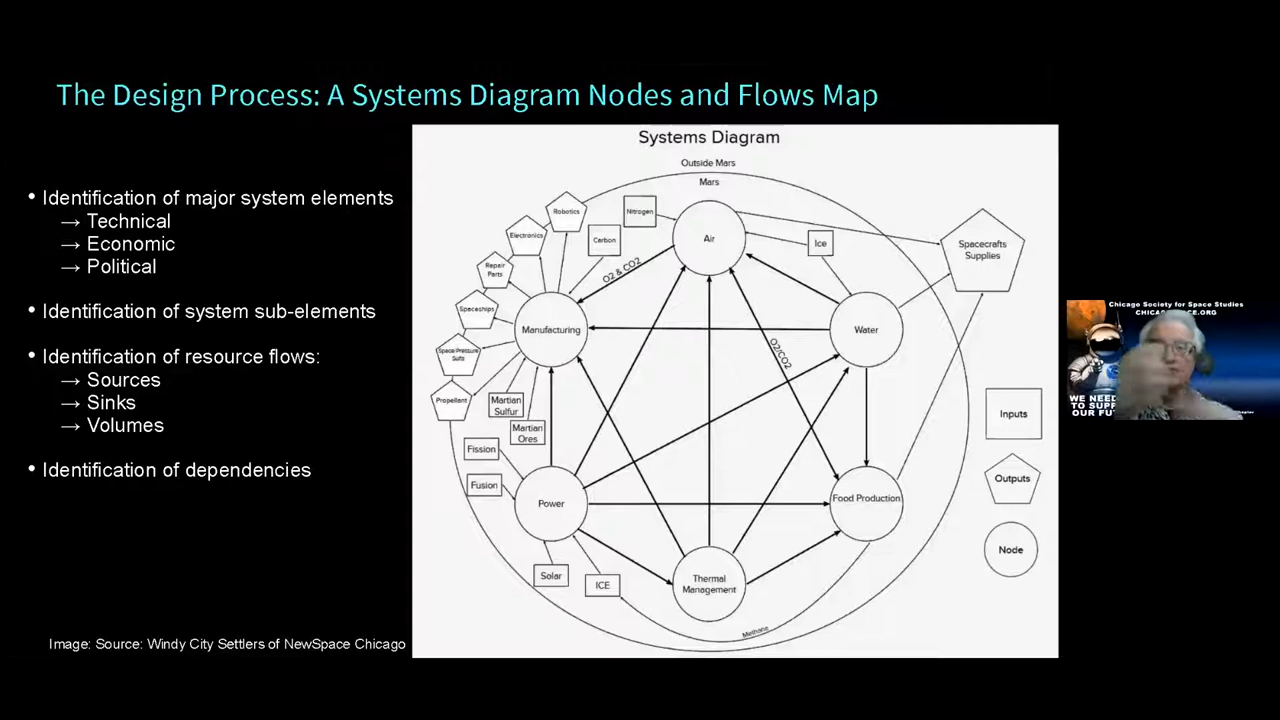 The Design Process: A Systems Diagram Nodes and Flows Map
• Identification of major system elements
→ Technical
→ Economic
→ Political
• Identification of system sub-elements
• Identification of resource flows:
→ Sources
→ Sinks
→ Volumes
• Identification of dependencies
Image: Source: Windy City Settlers of NewSpace Chicago
Systems Diagram
Outside Mars
Mars
Robotics
Nitrogen
Electronics
Carbon
Air
Ice
Spacecrafts
Supplies
Repair
Parts
O2 & CO2
Spaceships
Manufacturing
Water
Space Pressure
Suits
O2/CO2
Propellant
Martian
Sulfur
Martian
Ores
Inputs
Fission
Fusion
Power
Food Production
Outputs
Solar
ICE
Thermal
Management
Node
Methane
Chicago Society for Space Studies
WE NEED
TO SUPP
OUR FU